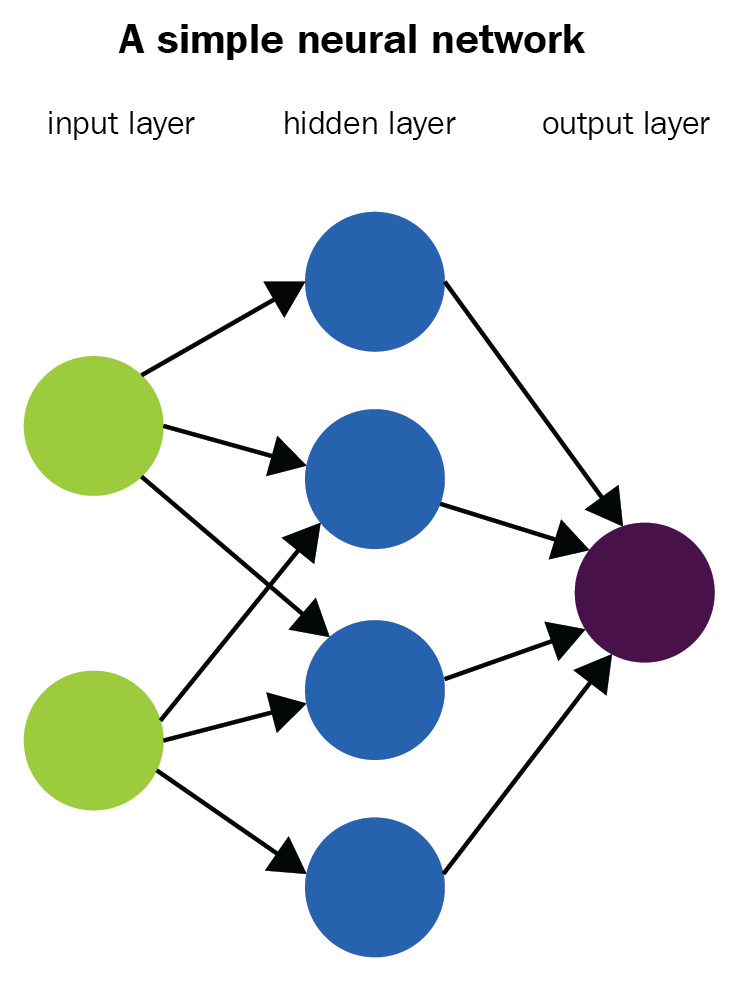 A simple neural network
input layer
hidden layer
output layer